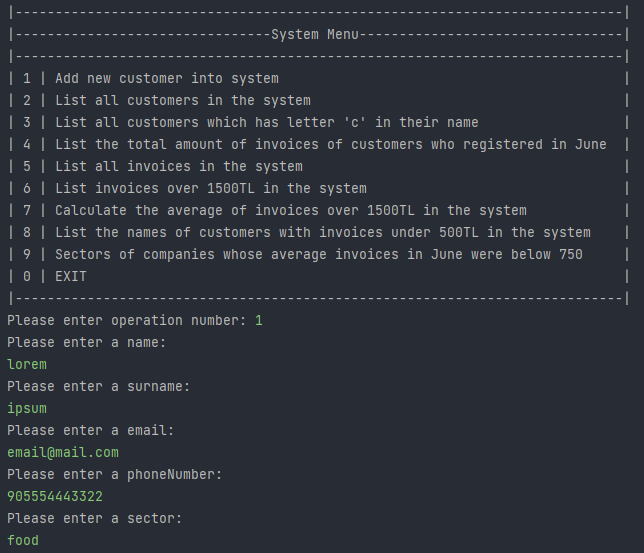 |----------------------------------------------------------------------------|
|--------------------------------System Menu---------------------------------|
|----------------------------------------------------------------------------|
| 1 | Add new customer into system                                           |
| 2 | List all customers in the system                                       |
| 3 | List all customers which has letter 'c' in their name                  |
| 4 | List the total amount of invoices of customers who registered in June  |
| 5 | List all invoices in the system                                        |
| 6 | List invoices over 1500TL in the system                                |
| 7 | Calculate the average of invoices over 1500TL in the system            |
| 8 | List the names of customers with invoices under 500TL in the system    |
| 9 | Sectors of companies whose average invoices in June were below 750     |
| 0 | EXIT                                                                   |
|----------------------------------------------------------------------------|
Please enter operation number: 1
Please enter a name:
lorem
Please enter a surname:
ipsum
Please enter a email:
email@mail.com
Please enter a phoneNumber:
905554443322
Please enter a sector:
food